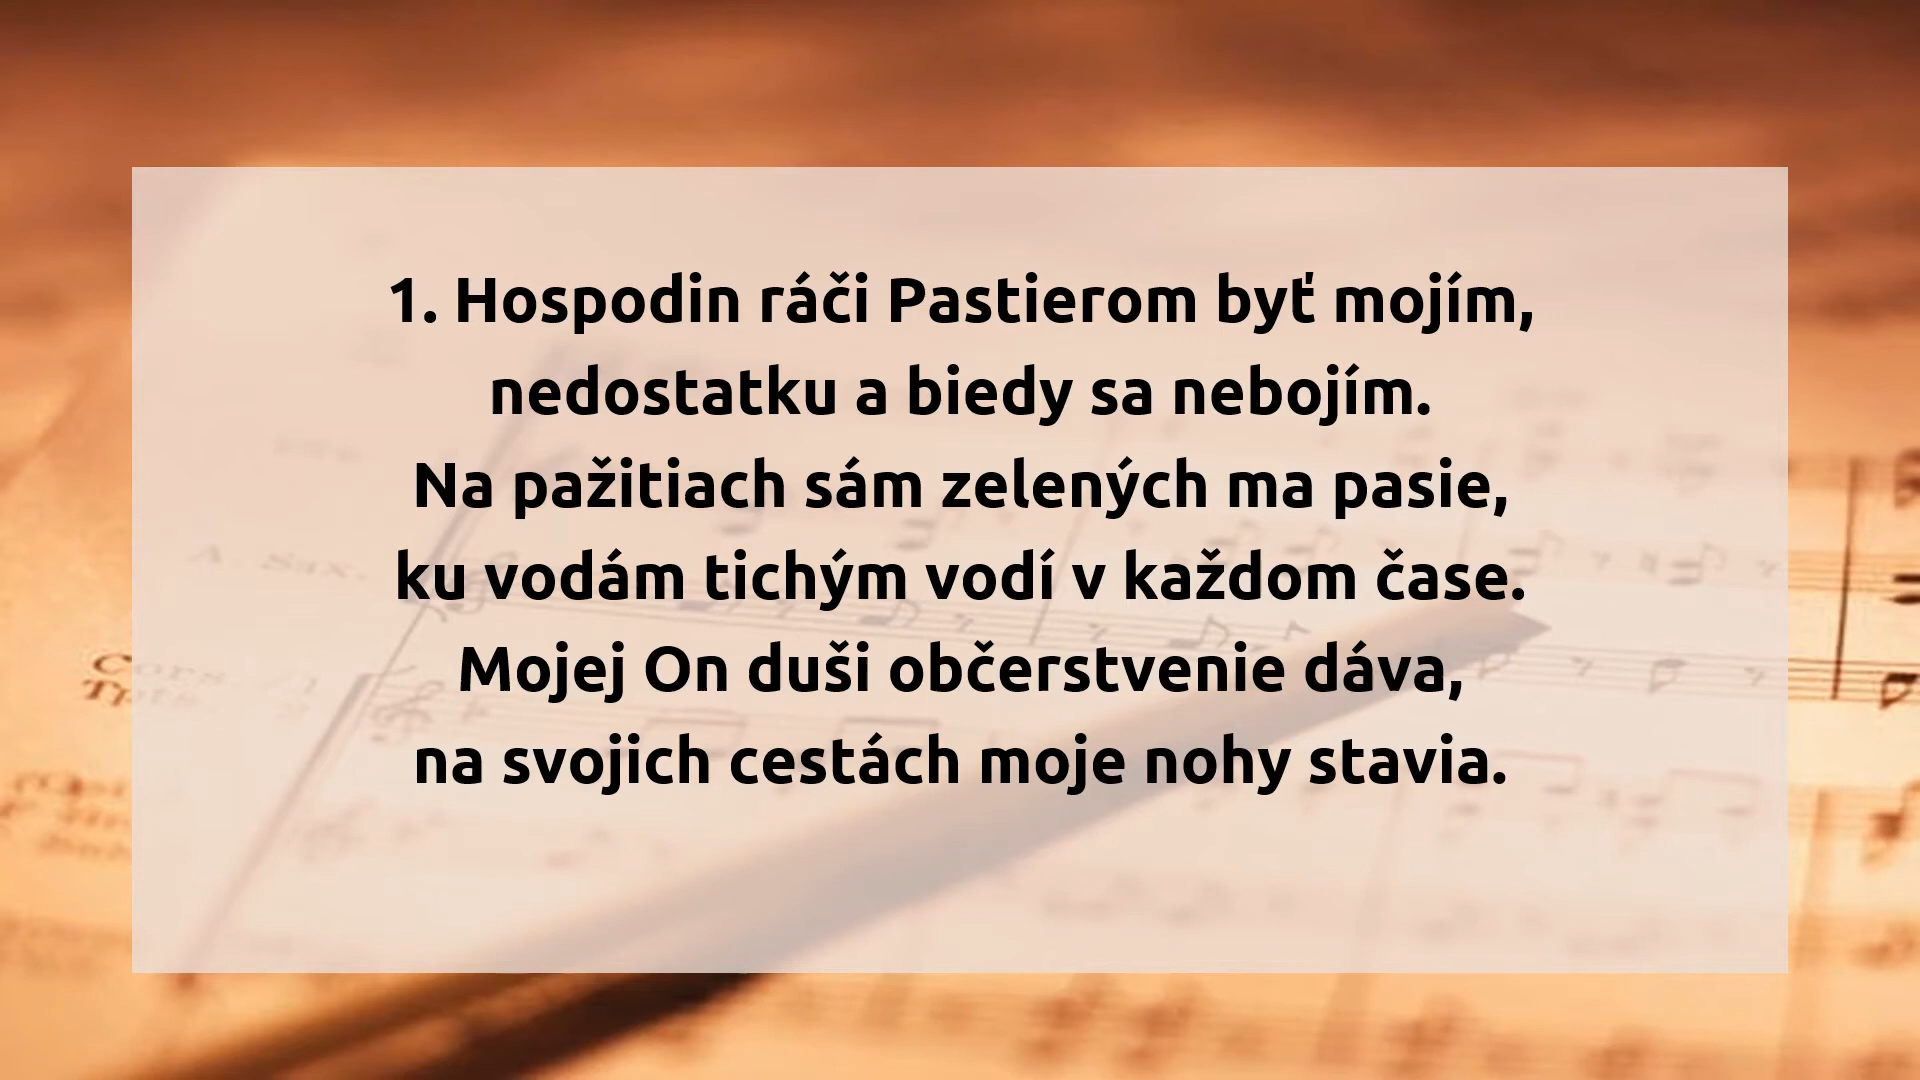 1. Hospodin ráči Pastierom byť mojím,
nedostatku a biedy sa nebojím.
Na pažitiach sám zelených ma pasie,
ku vodám tichým vodí v každom čase.
Mojej On duši občerstvenie dáva,
na svojich cestách moje nohy stavia.
A. Sax.